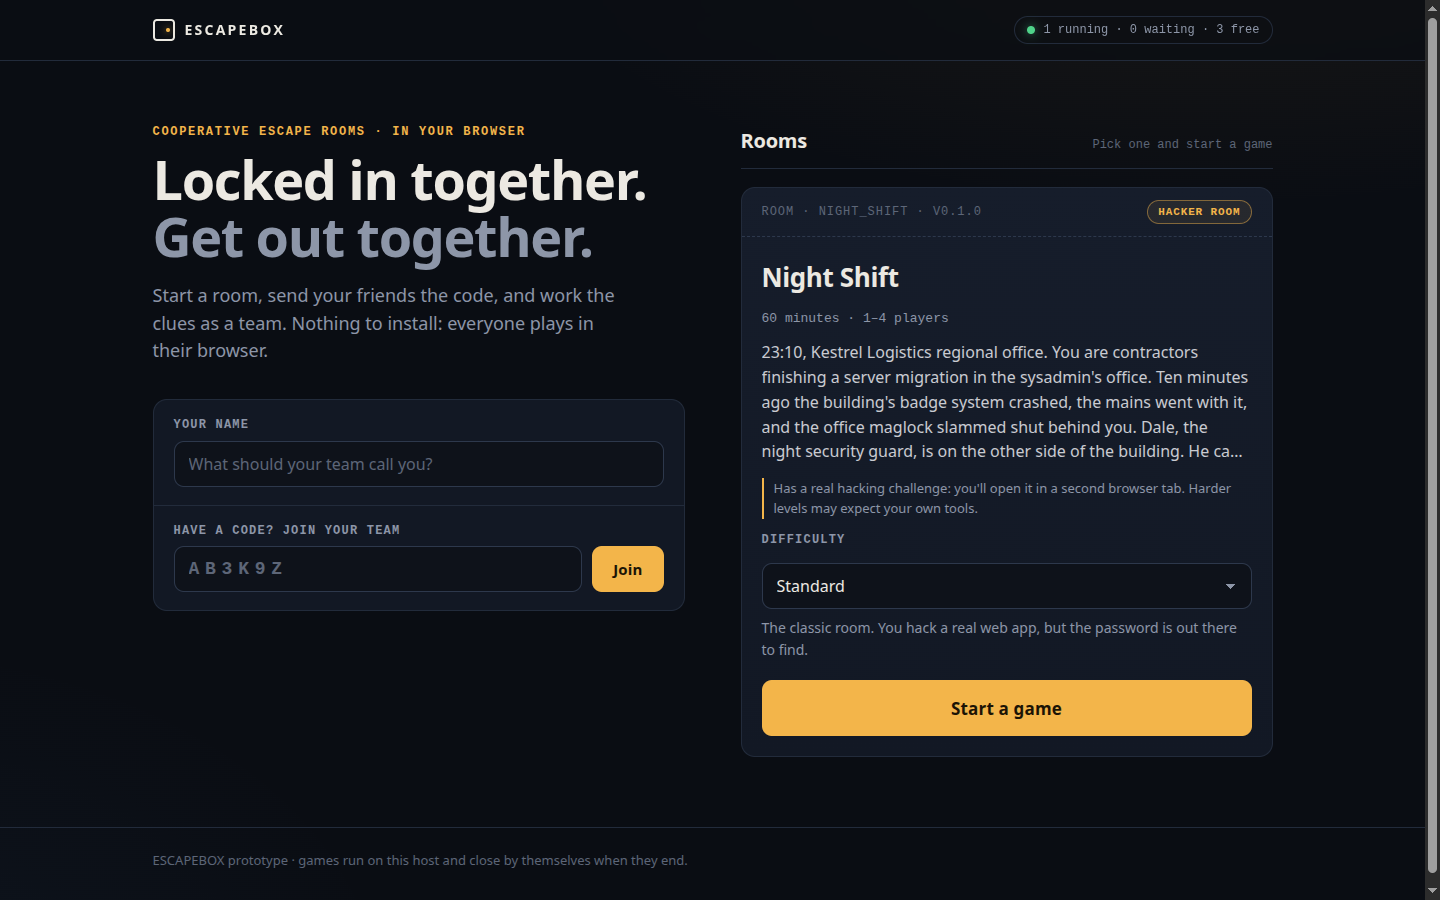 ESCAPEBOX
1 running · 0 waiting · 3 free
COOPERATIVE ESCAPE ROOMS · IN YOUR BROWSER
Locked in together.
Get out together.
Start a room, send your friends the code, and work the
clues as a team. Nothing to install: everyone plays in
their browser.
YOUR NAME
What should your team call you?
HAVE A CODE? JOIN YOUR TEAM
AB3K9Z
Join
Rooms
Pick one and start a game
ROOM · NIGHT_SHIFT · V0.1.0
HACKER ROOM
Night Shift
60 minutes · 1–4 players
23:10, Kestrel Logistics regional office. You are contractors
finishing a server migration in the sysadmin's office. Ten minutes
ago the building's badge system crashed, the mains went with it,
and the office maglock slammed shut behind you. Dale, the
night security guard, is on the other side of the building. He ca...
Has a real hacking challenge: you'll open it in a second browser tab. Harder
levels may expect your own tools.
DIFFICULTY
Standard
The classic room. You hack a real web app, but the password is out there
to find.
Start a game
ESCAPEBOX prototype · games run on this host and close by themselves when they end.